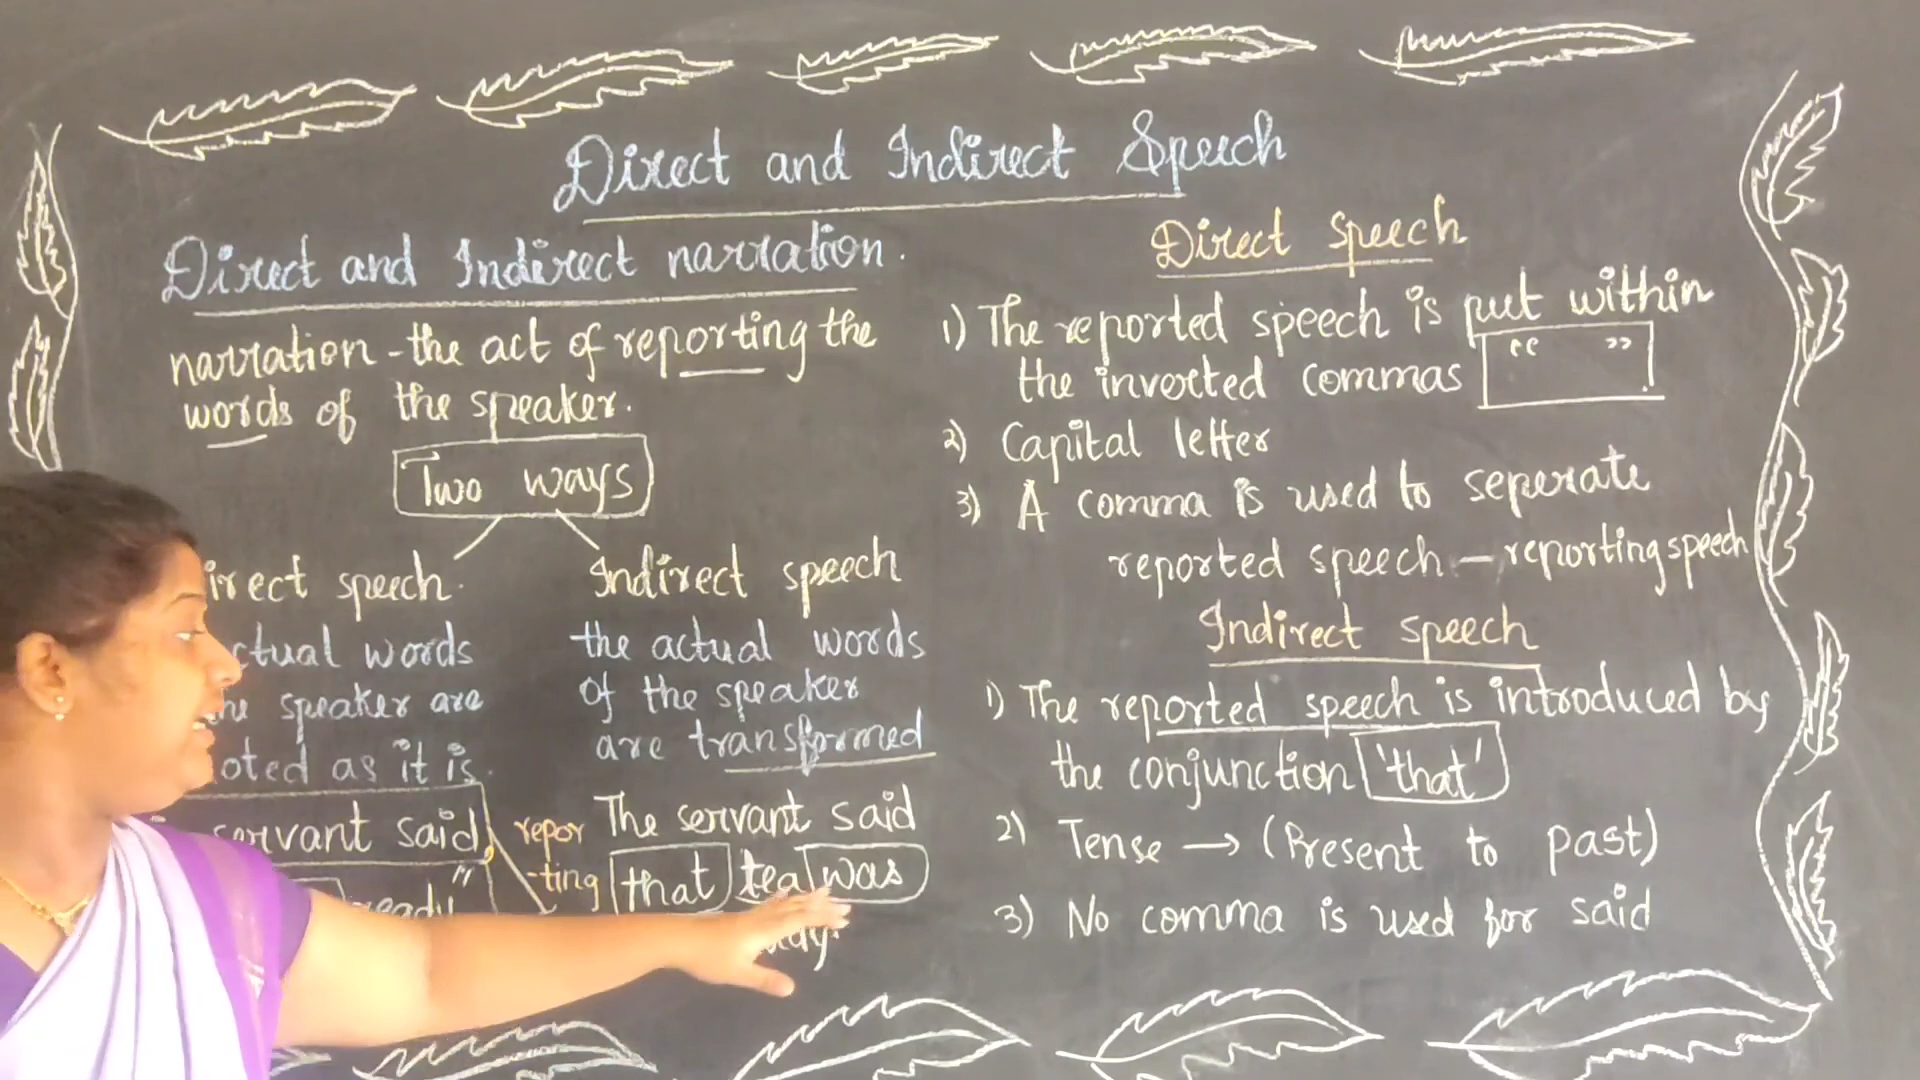 Direct and Indirect Speech
Direct and Indirect narration.
narration - the act of reporting the
words of the speaker.
Two ways
irect speech.
ctual words
the speaker are
oted as it is.
servant said,
ready"
repor
-ting
Indirect speech
the actual words
of the speaker
are transformed
The servant said
that tea was
Direct speech
1) The reported speech is put within
the inverted commas “ ”
2) Capital letter
3) A comma is used to seperate
reported speech - reporting speech
Indirect speech
1) The reported speech is introduced by
the conjunction 'that'
2) Tense → (Present to past)
3) No comma is used for said